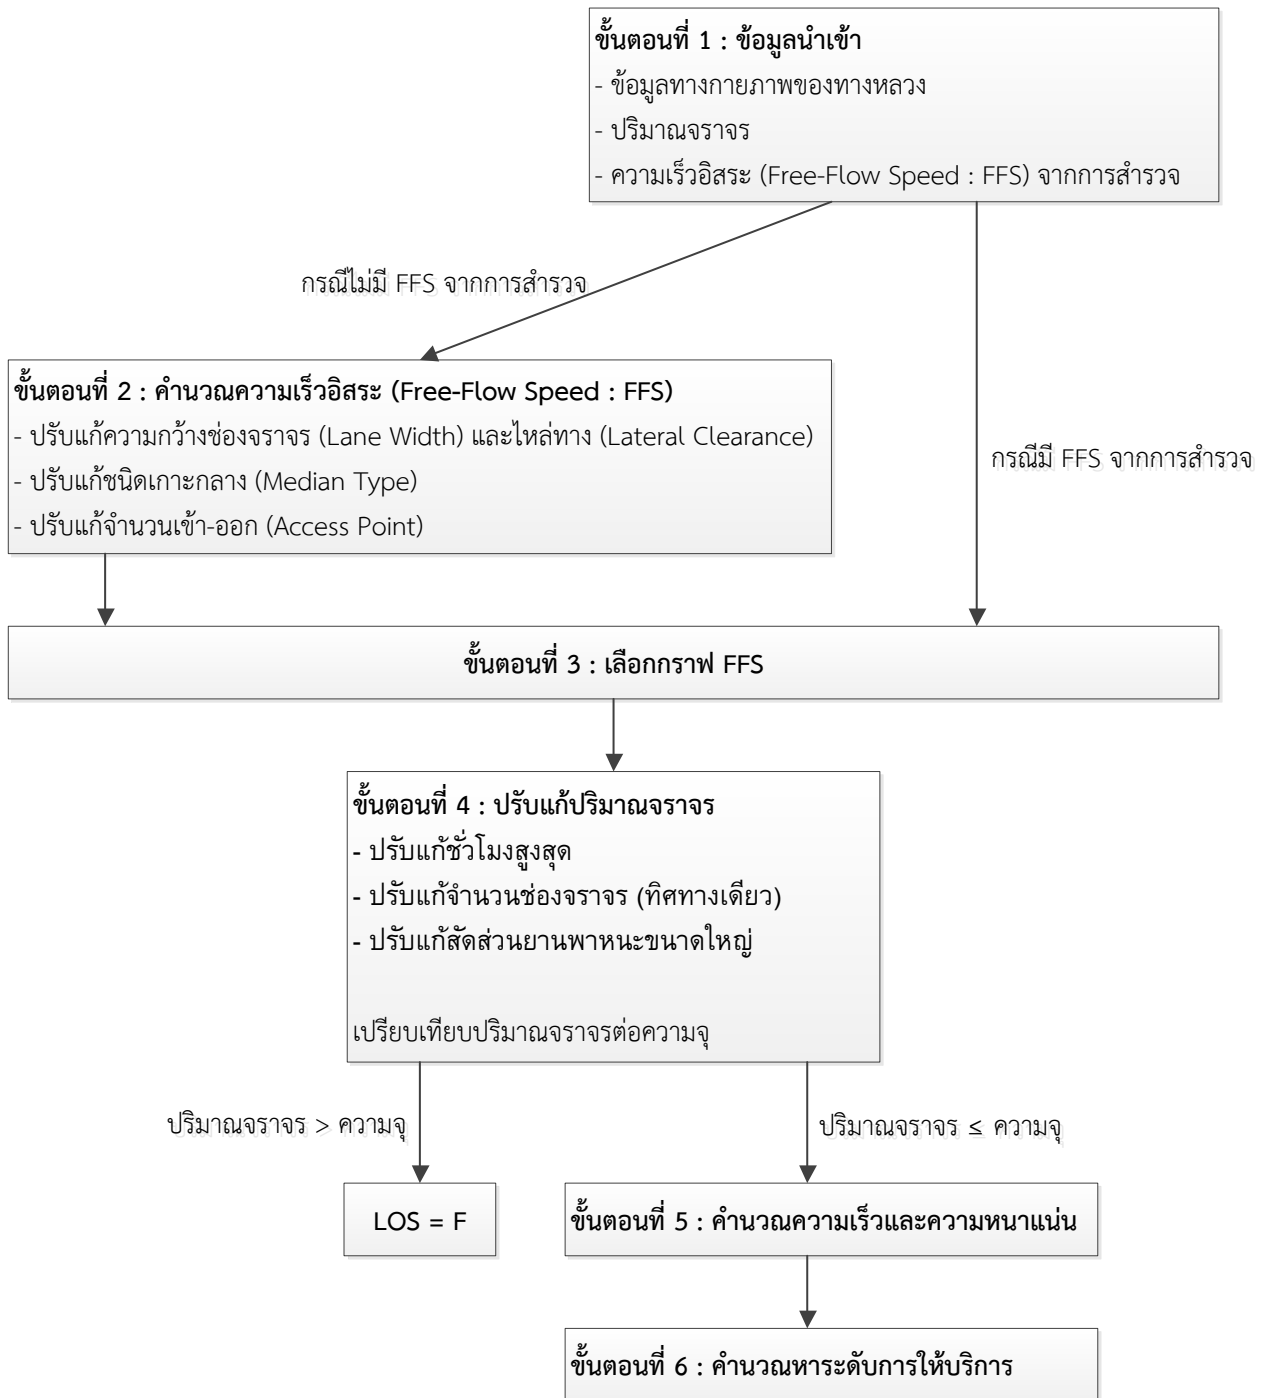 ขั้นตอนที่ 1 : ข้อมูลนำเข้า
- ข้อมูลทางกายภาพของทางหลวง
- ปริมาณจราจร
- ความเร็วอิสระ (Free-Flow Speed : FFS) จากการสำรวจ
กรณีไม่มี FFS จากการสำรวจ
ขั้นตอนที่ 2 : คำนวณความเร็วอิสระ (Free-Flow Speed : FFS)
- ปรับแก้ความกว้างช่องจราจร (Lane Width) และไหล่ทาง (Lateral Clearance)
- ปรับแก้ชนิดเกาะกลาง (Median Type)
- ปรับแก้จำนวนเข้า-ออก (Access Point)
กรณีมี FFS จากการสำรวจ
ขั้นตอนที่ 3 : เลือกกราฟ FFS
ขั้นตอนที่ 4 : ปรับแก้ปริมาณจราจร
- ปรับแก้ชั่วโมงสูงสุด
- ปรับแก้จำนวนช่องจราจร (ทิศทางเดียว)
- ปรับแก้สัดส่วนยานพาหนะขนาดใหญ่
เปรียบเทียบปริมาณจราจรต่อความจุ
ปริมาณจราจร > ความจุ
ปริมาณจราจร ≤ ความจุ
LOS = F
ขั้นตอนที่ 5 : คำนวณความเร็วและความหนาแน่น
ขั้นตอนที่ 6 : คำนวณหาระดับการให้บริการ